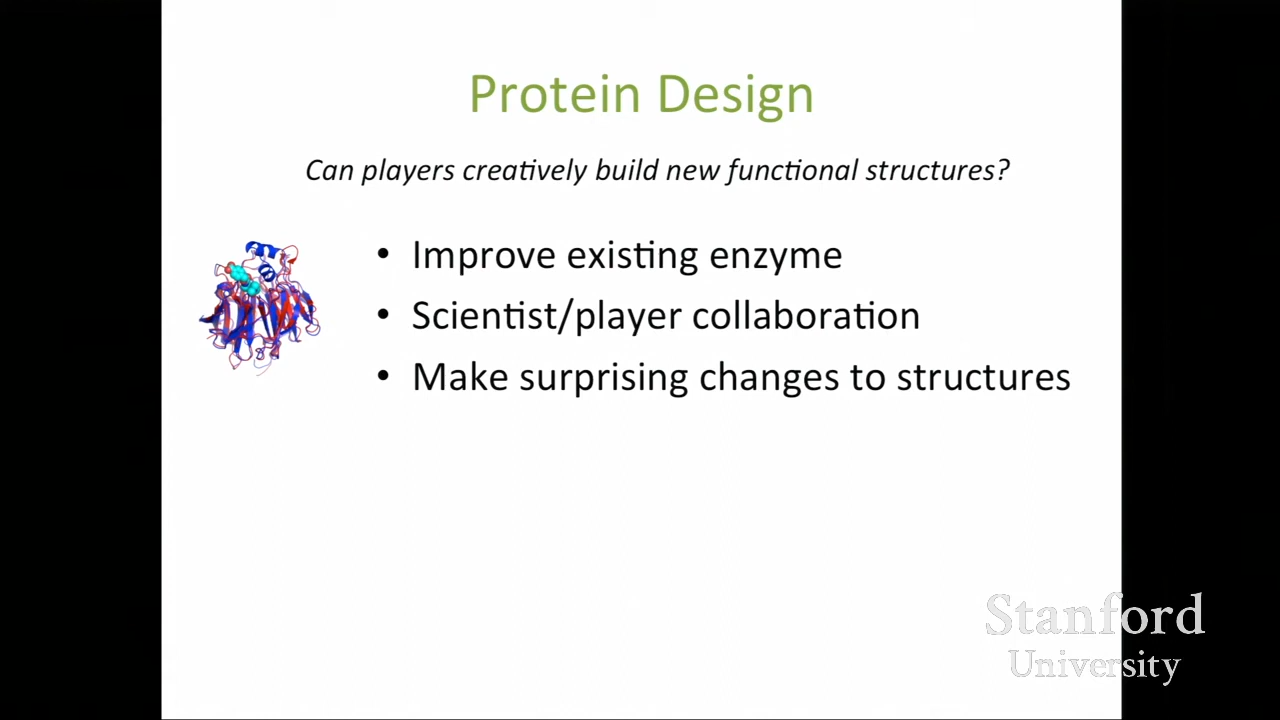 Protein Design
Can players creatively build new functional structures?
• Improve existing enzyme
• Scientist/player collaboration
• Make surprising changes to structures
Stanford
University